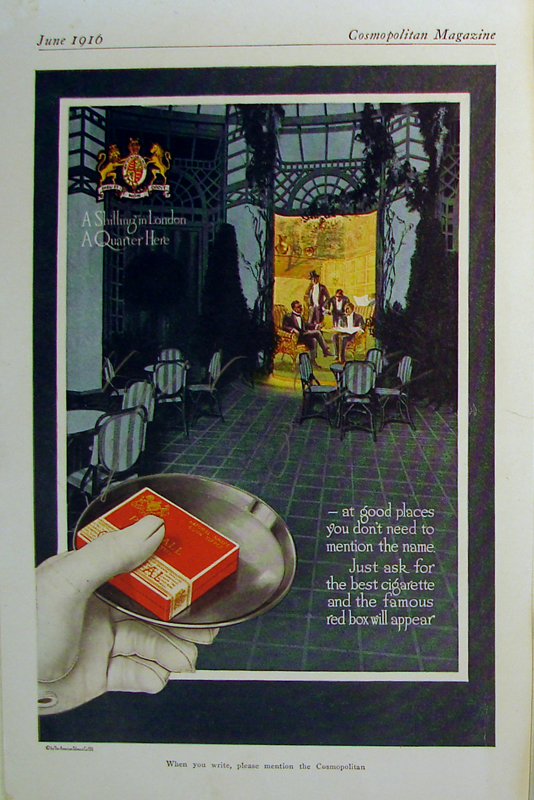 June 1916
Cosmopolitan Magazine
A Shilling in London
A Quarter Here
— at good places
you don't need to
mention the name.
Just ask for
the best cigarette
and the famous
red box will appear
When you write, please mention the Cosmopolitan